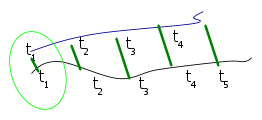 t₁ t₂ t₃ t₄
t₁ t₂ t₃ t₄ t₅